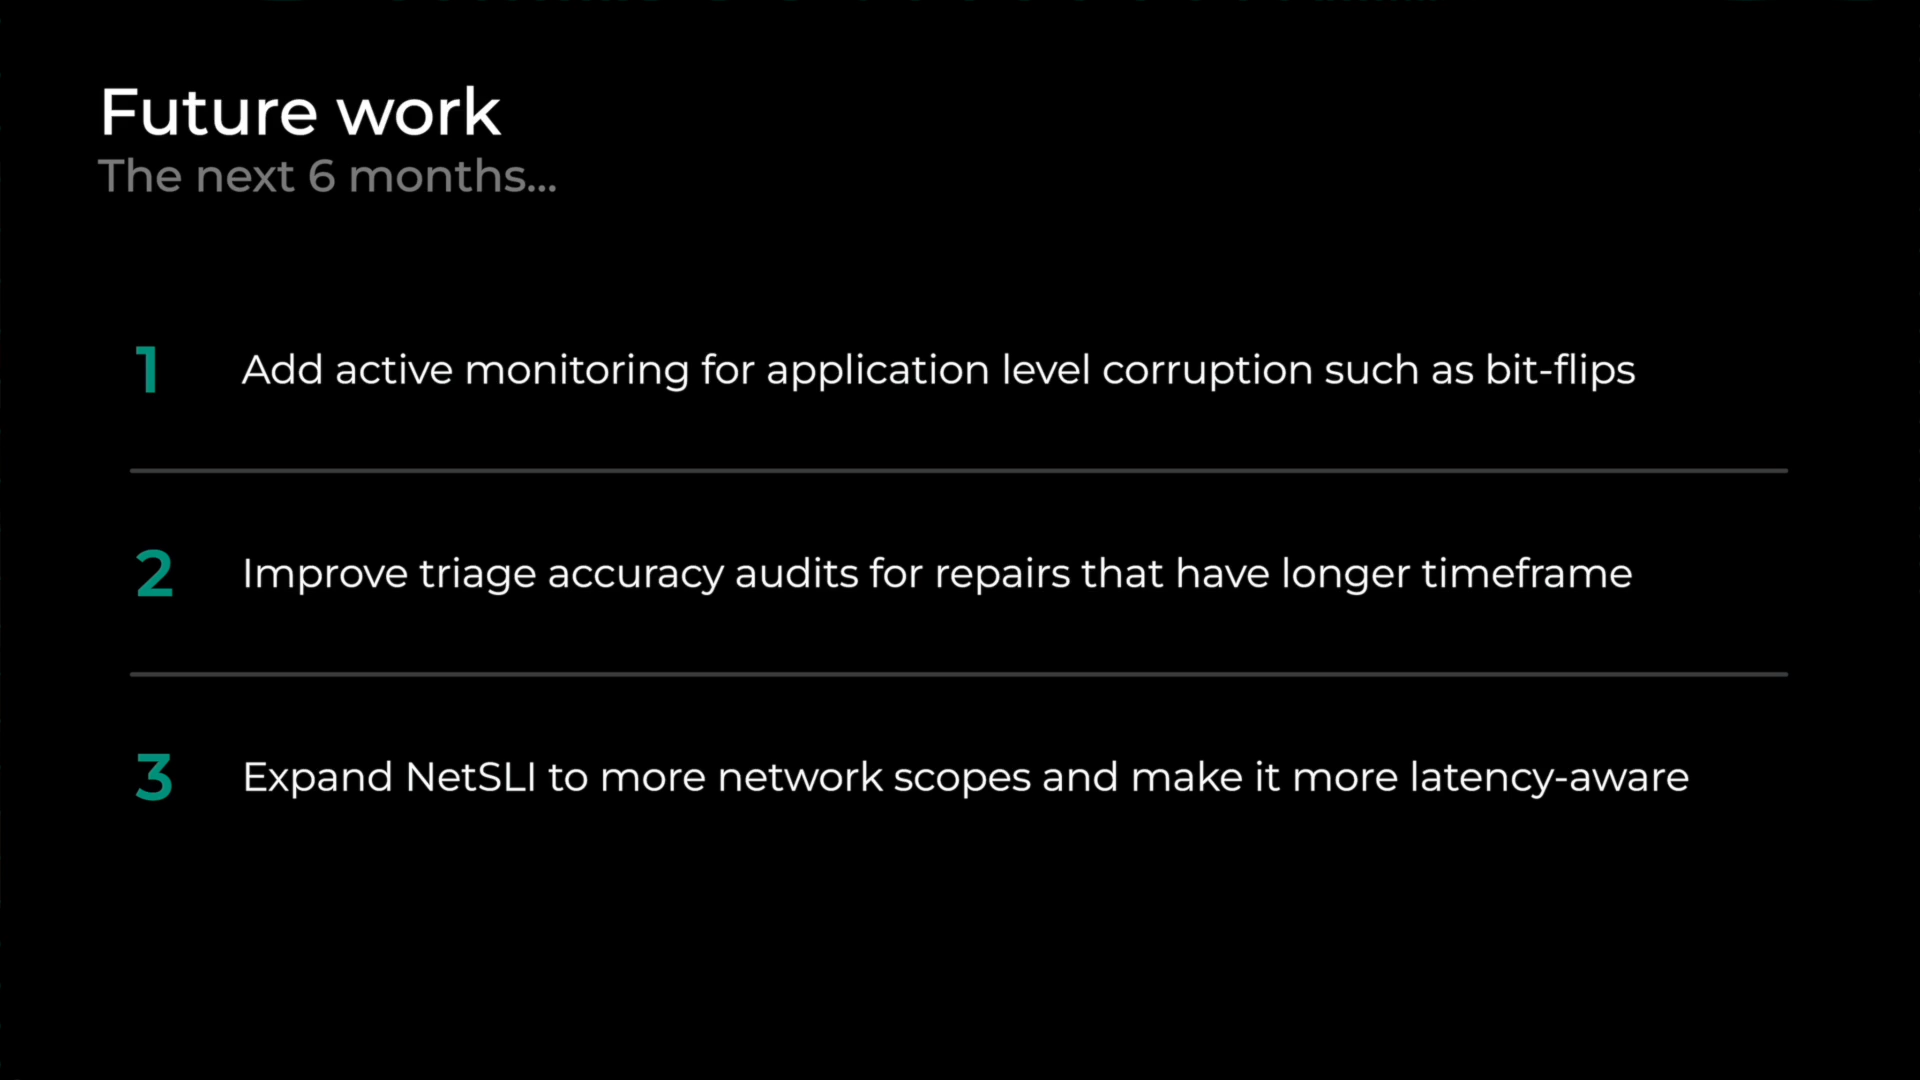 Future work
The next 6 months...
1 Add active monitoring for application level corruption such as bit-flips
2 Improve triage accuracy audits for repairs that have longer timeframe
3 Expand NetSLI to more network scopes and make it more latency-aware